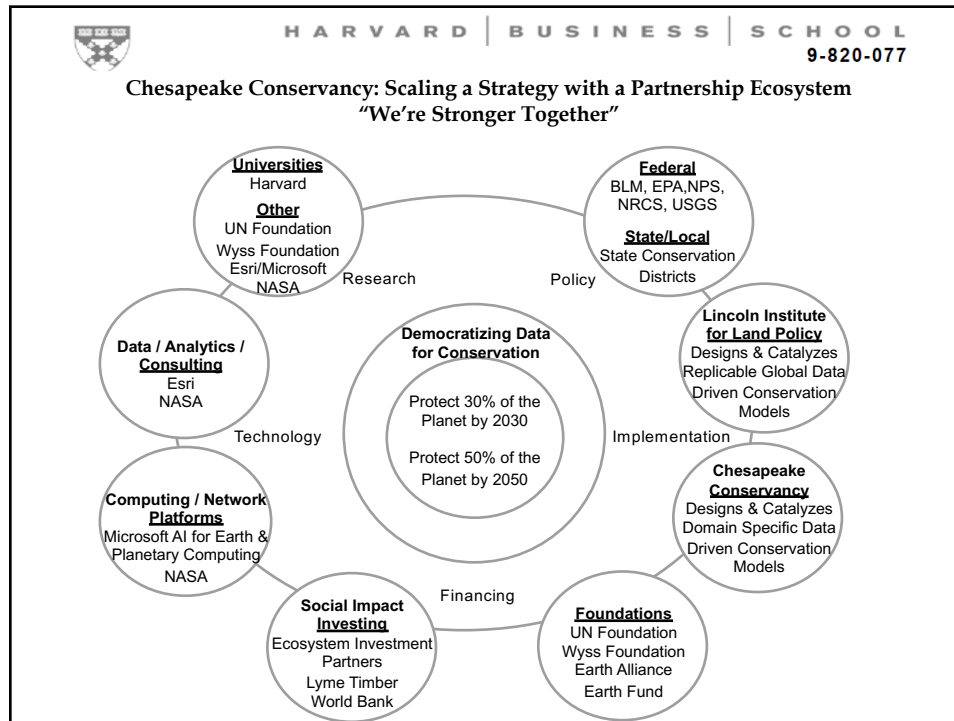 HARVARD | BUSINESS | SCHOOL
9-820-077
Chesapeake Conservancy: Scaling a Strategy with a Partnership Ecosystem
“We’re Stronger Together”
Universities
Harvard
Other
UN Foundation
Wyss Foundation
Esri/Microsoft
NASA
Research
Federal
BLM, EPA,NPS,
NRCS, USGS
State/Local
State Conservation
Districts
Policy
Lincoln Institute
for Land Policy
Designs & Catalyzes
Replicable Global Data
Driven Conservation
Models
Data / Analytics /
Consulting
Esri
NASA
Democratizing Data
for Conservation
Protect 30% of the
Planet by 2030
Protect 50% of the
Planet by 2050
Technology
Implementation
Chesapeake
Conservancy
Designs & Catalyzes
Domain Specific Data
Driven Conservation
Models
Computing / Network
Platforms
Microsoft AI for Earth &
Planetary Computing
NASA
Financing
Social Impact
Investing
Ecosystem Investment
Partners
Lyme Timber
World Bank
Foundations
UN Foundation
Wyss Foundation
Earth Alliance
Earth Fund